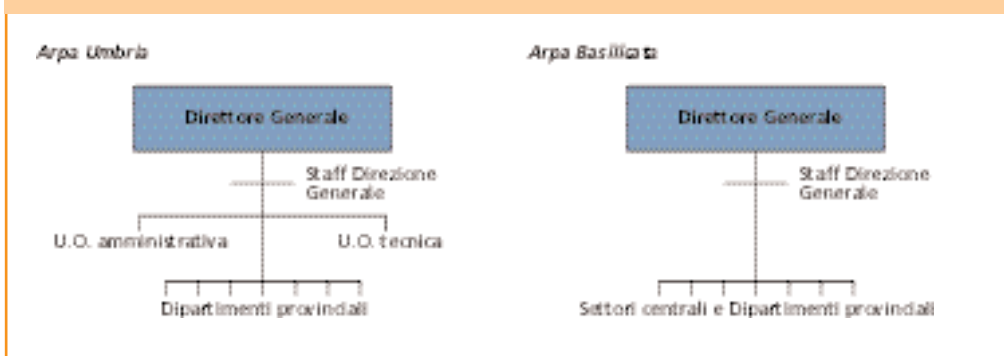 Arpa Umbria
Direttore Generale
Staff Direzione
Generale
U.O. amministrativa
U.O. tecnica
Dipartimenti provinciali
Arpa Basilicata
Direttore Generale
Staff Direzione
Generale
Settori centrali e Dipartimenti provinciali